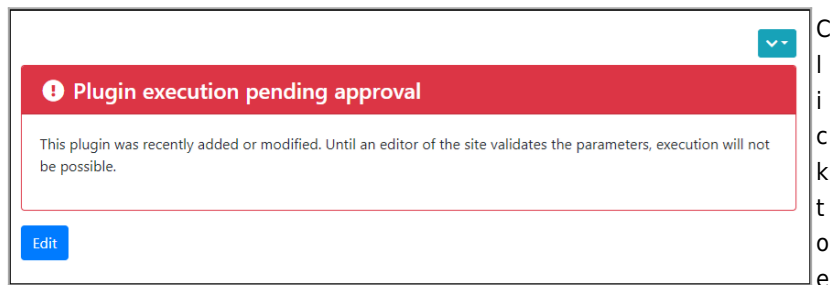 Plugin execution pending approval
This plugin was recently added or modified. Until an editor of the site validates the parameters, execution will not
be possible.
Edit
C
l
i
c
k
t
o
e